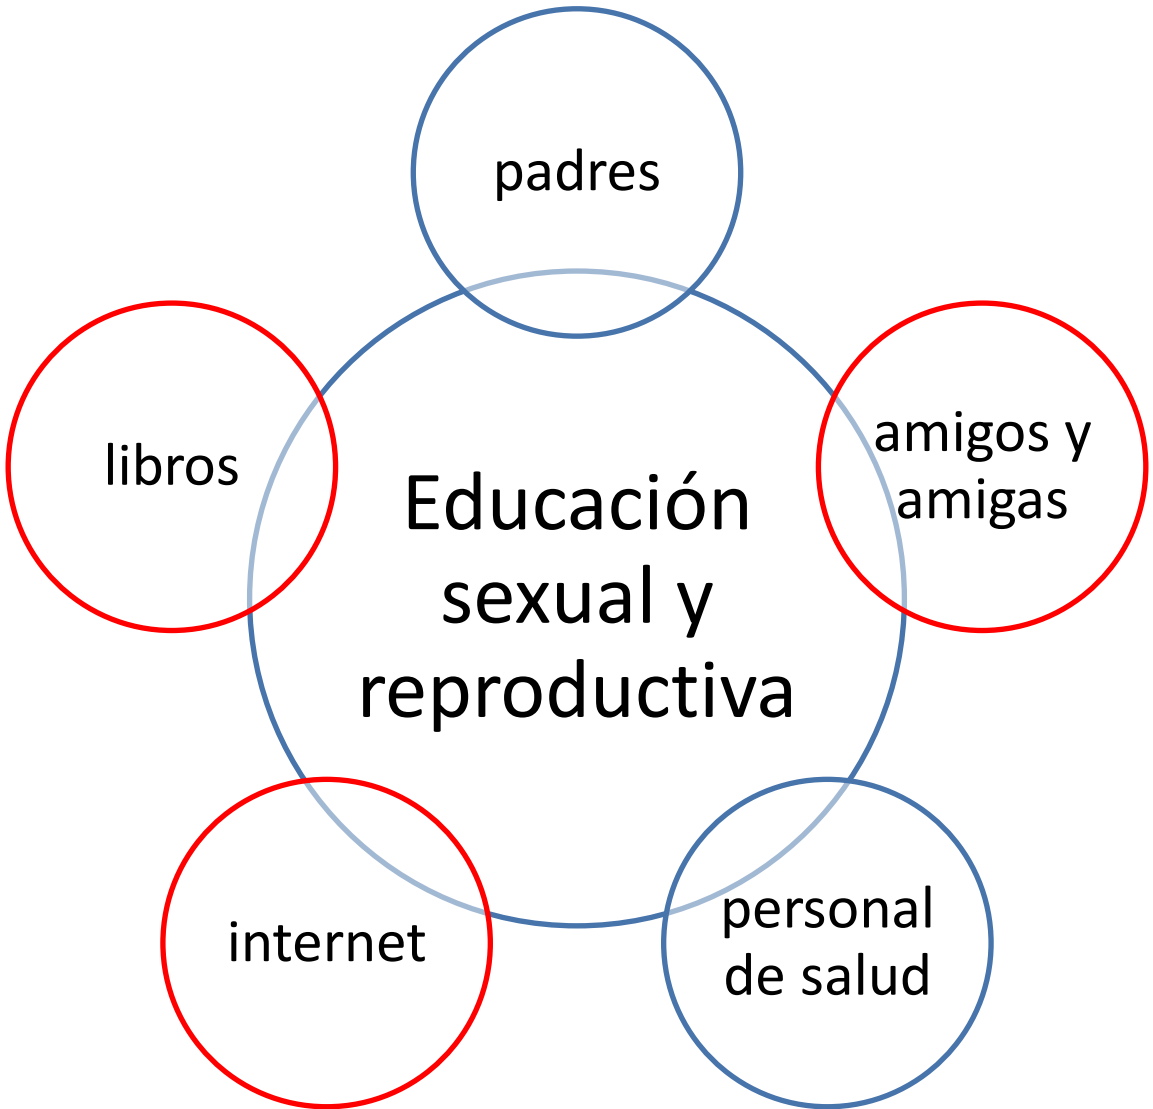 padres
libros
amigos y
amigas
Educación
sexual y
reproductiva
internet
personal
de salud